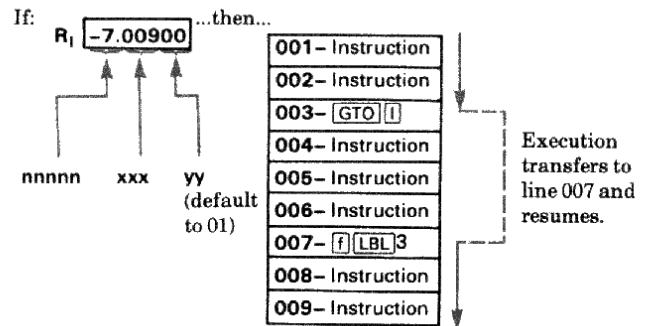 If:
...then...
R_I -7.00900
nnnnn xxx yy
(default
to 01)
001– Instruction
002– Instruction
003– GTO I
004– Instruction
005– Instruction
006– Instruction
007– f LBL 3
008– Instruction
009– Instruction
Execution
transfers to
line 007 and
resumes.